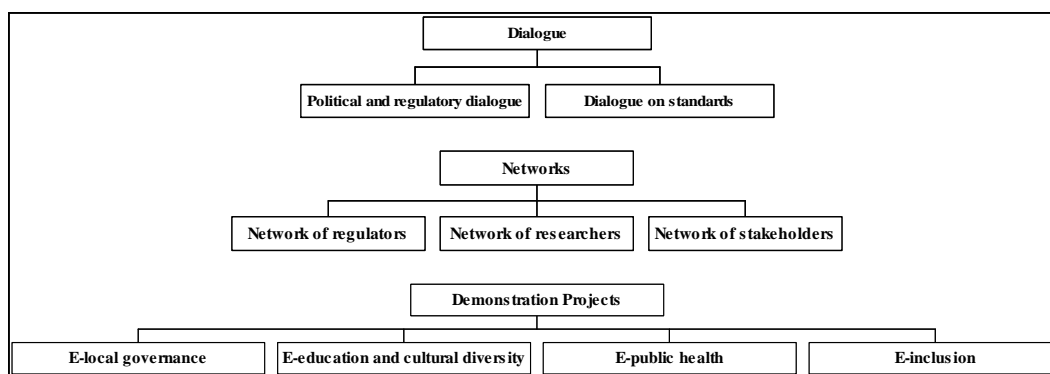 Dialogue
Political and regulatory dialogue
Dialogue on standards
Networks
Network of regulators
Network of researchers
Network of stakeholders
Demonstration Projects
E-local governance
E-education and cultural diversity
E-public health
E-inclusion